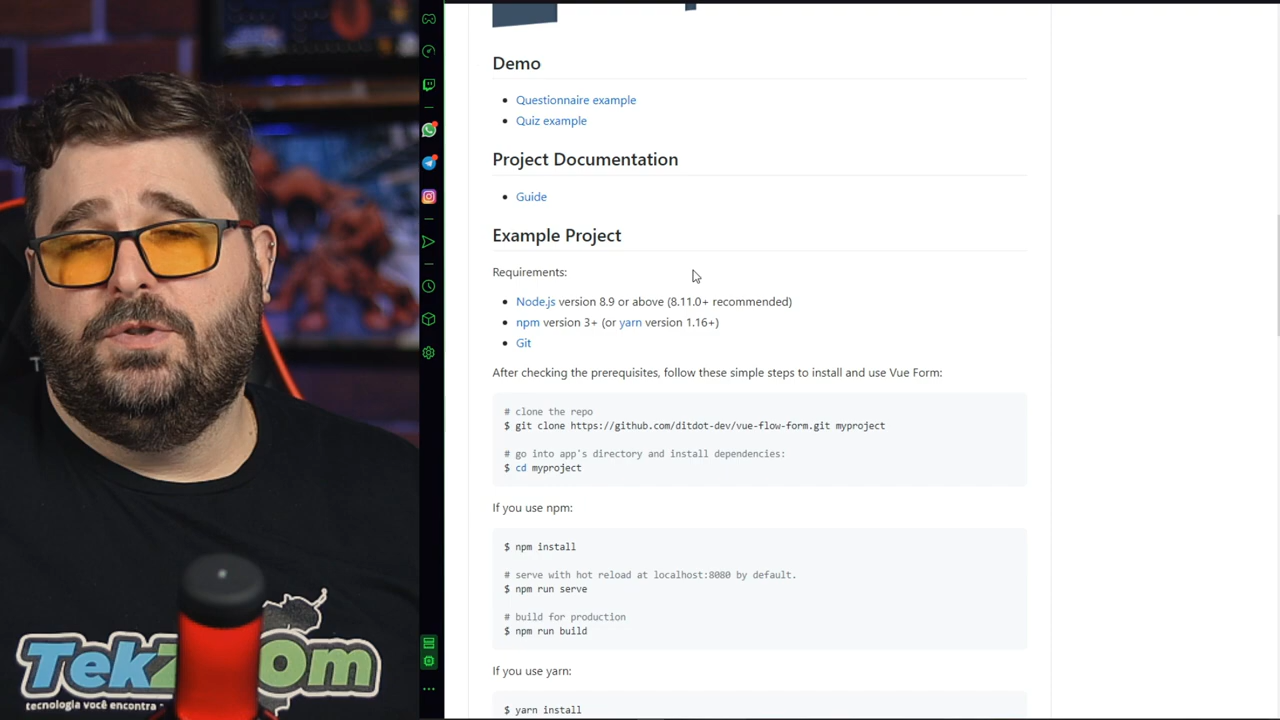 Demo
Questionnaire example
Quiz example
Project Documentation
Guide
Example Project
Requirements:
Node.js version 8.9 or above (8.11.0+ recommended)
npm version 3+ (or yarn version 1.16+)
Git
After checking the prerequisites, follow these simple steps to install and use Vue Form:
# clone the repo
$ git clone https://github.com/ditdot-dev/vue-flow-form.git myproject
# go into app's directory and install dependencies:
$ cd myproject
If you use npm:
$ npm install
# serve with hot reload at localhost:8080 by default.
$ npm run serve
# build for production
$ npm run build
If you use yarn:
$ yarn install
tecnologia você encontra